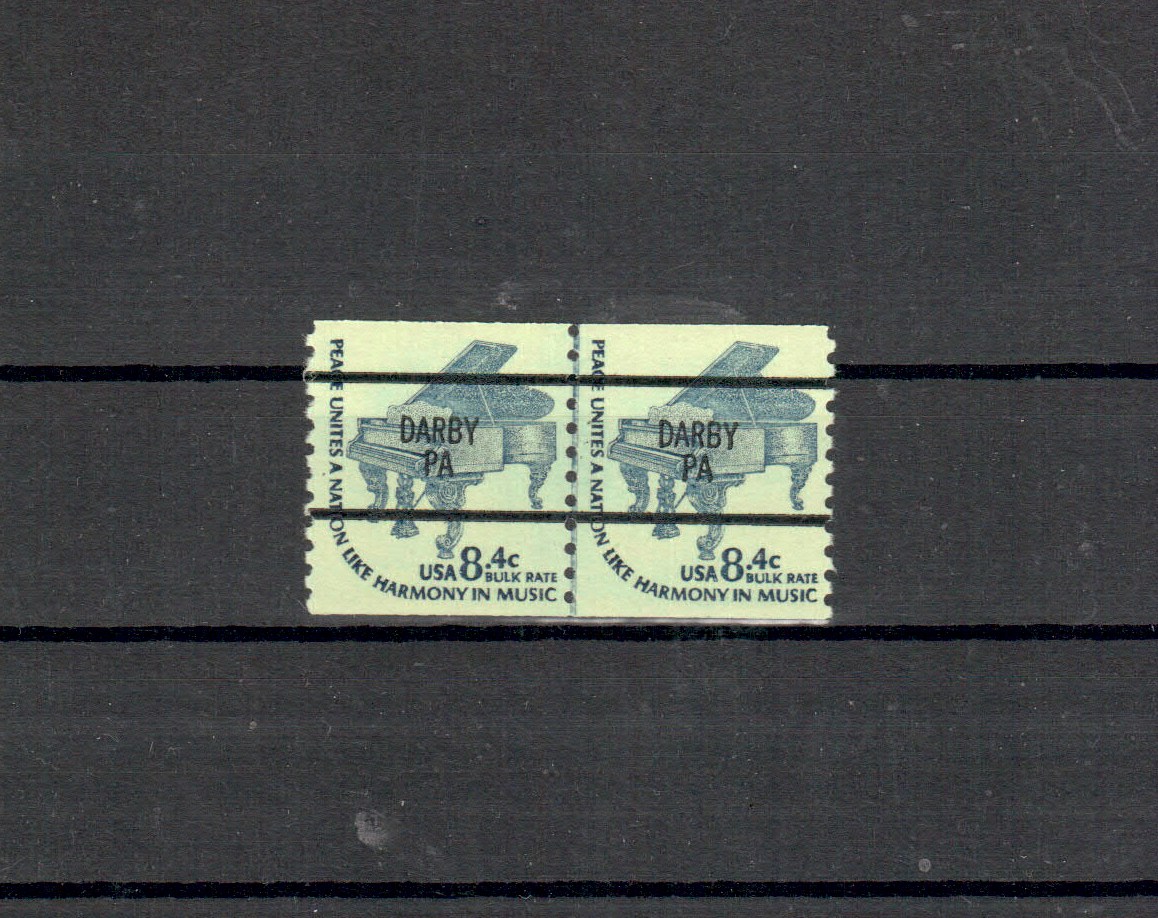 PEACE UNITES A NATION LIKE HARMONY IN MUSIC
DARBY
PA
USA 8.4c
BULK RATE
PEACE UNITES A NATION LIKE HARMONY IN MUSIC
DARBY
PA
USA 8.4c
BULK RATE